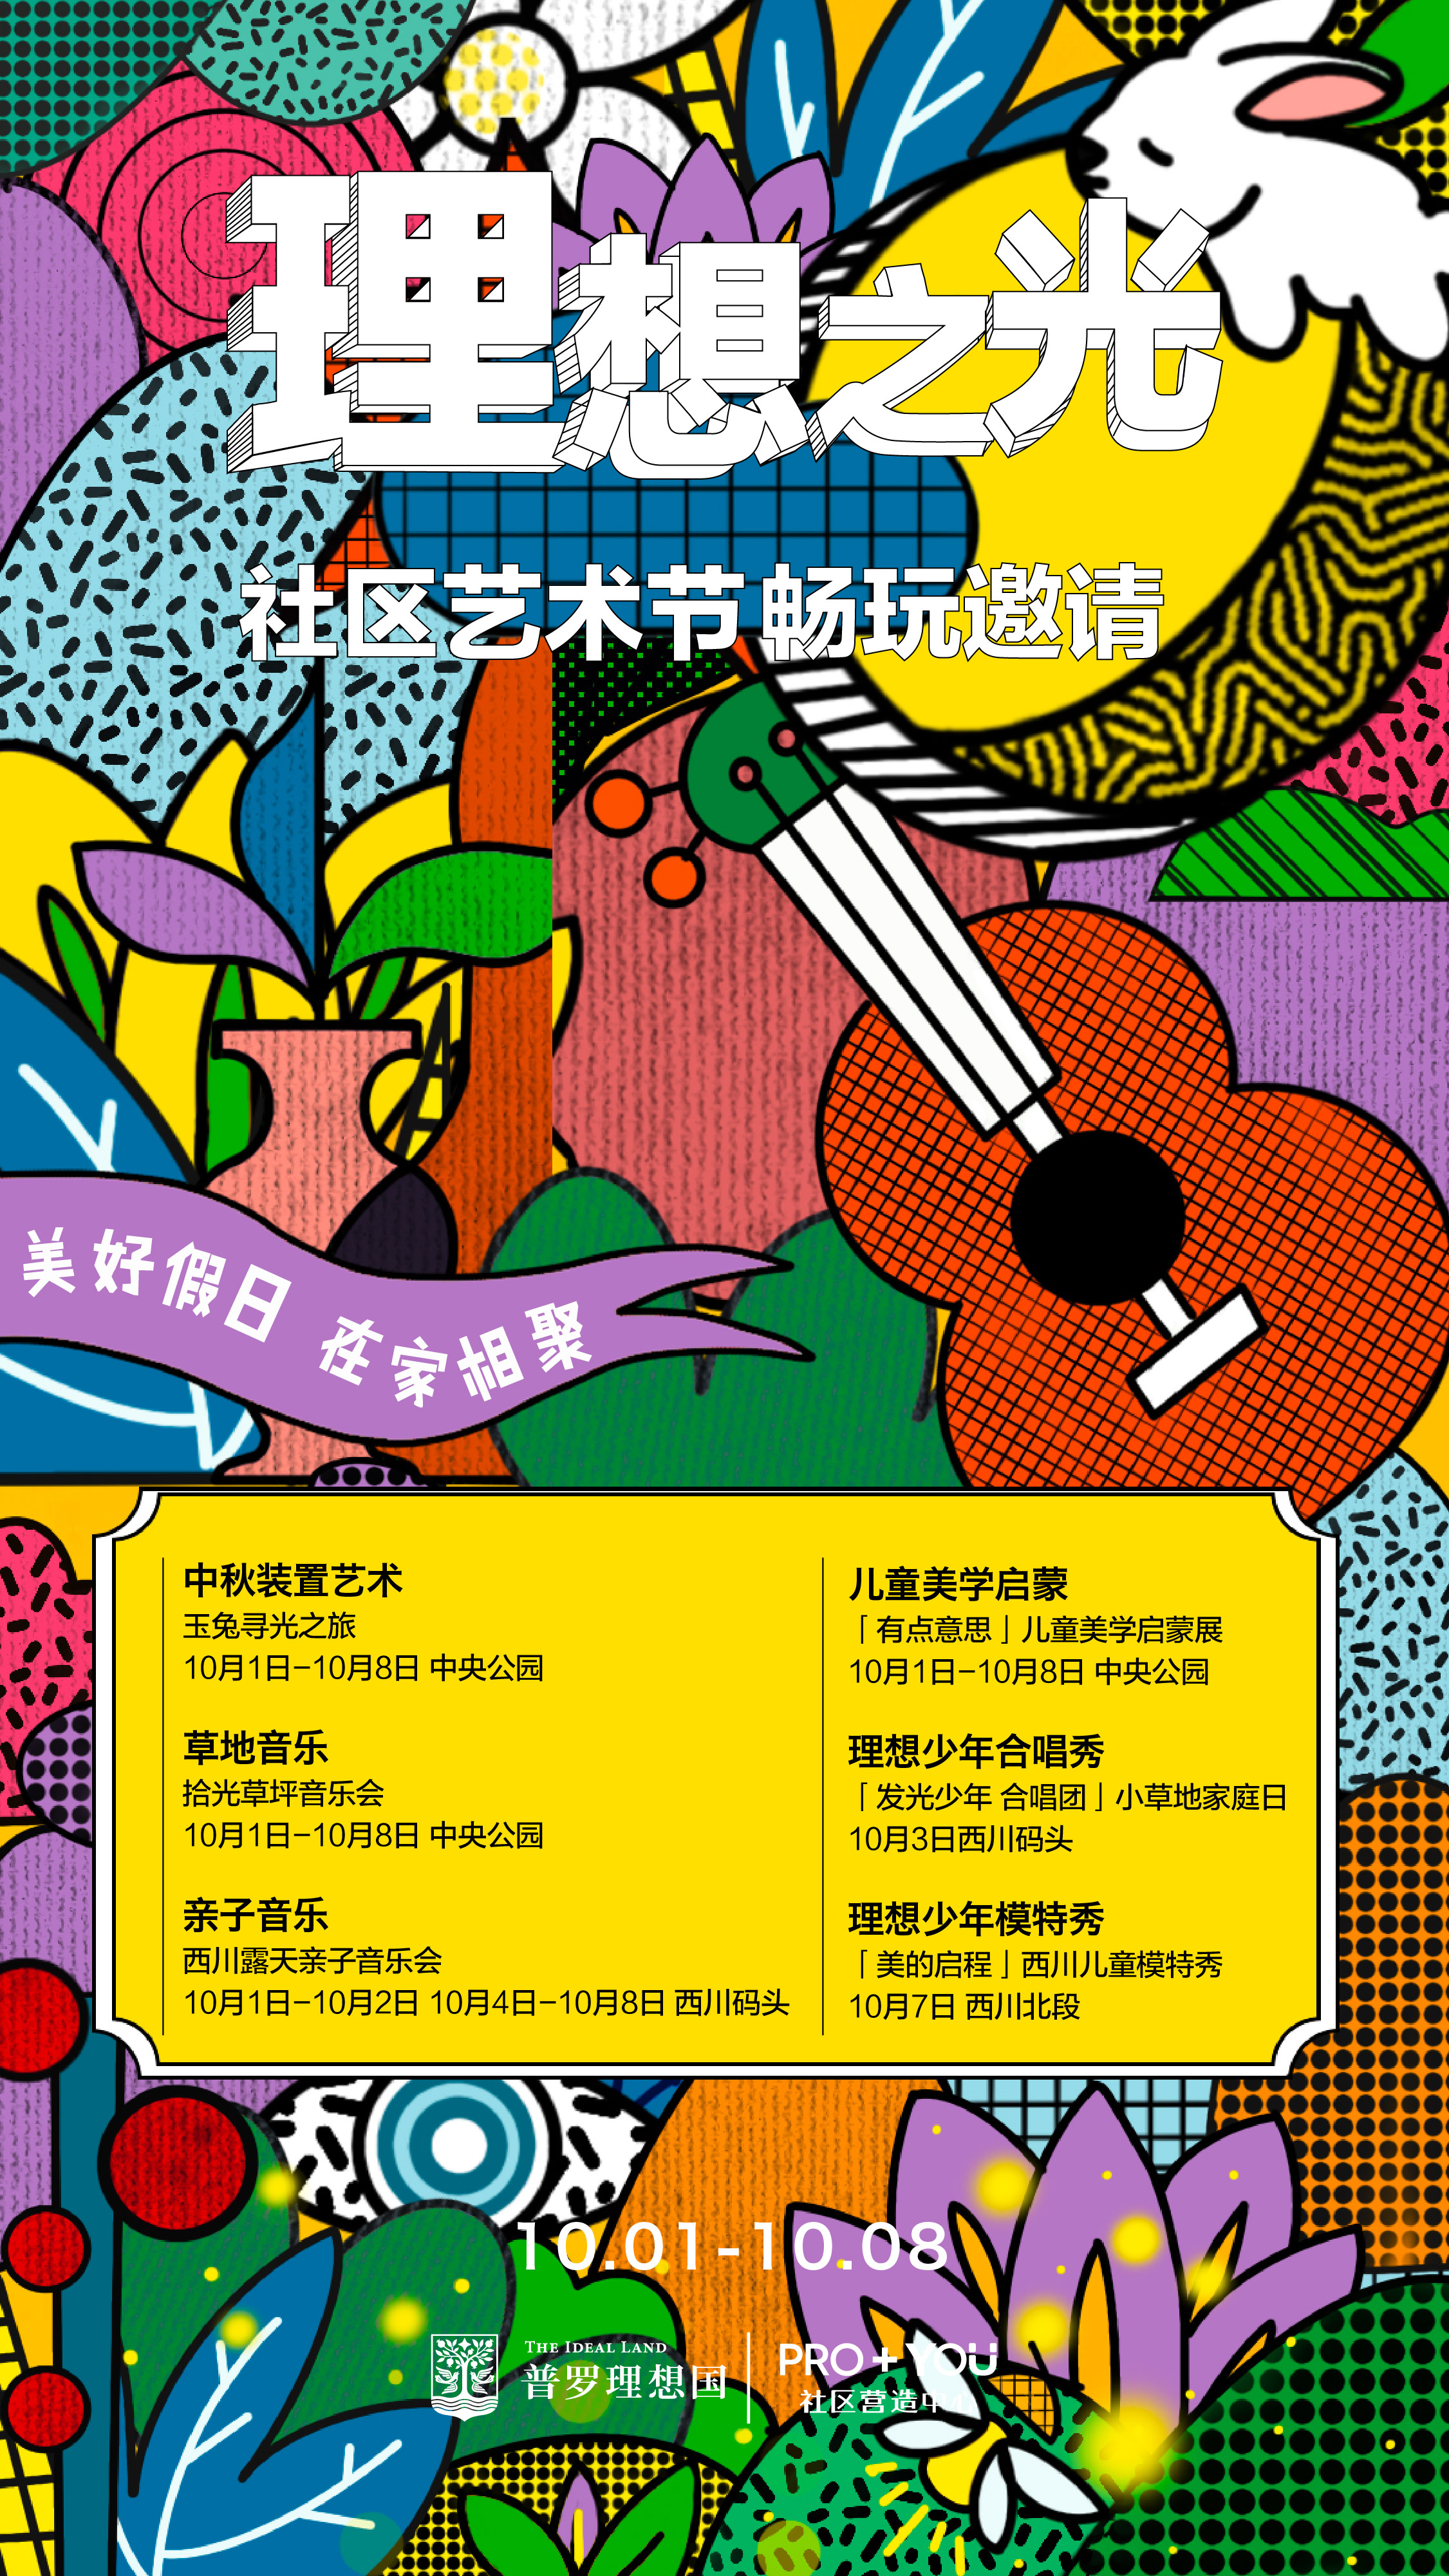 理想之光
社区艺术节 畅玩邀请
美好假日 在家相聚
中秋装置艺术
玉兔寻光之旅
10月1日-10月8日 中央公园
草地音乐
拾光草坪音乐会
10月1日-10月8日 中央公园
亲子音乐
西川露天亲子音乐会
10月1日-10月2日 10月4日-10月8日 西川码头
儿童美学启蒙
「有点意思」儿童美学启蒙展
10月1日-10月8日 中央公园
理想少年合唱秀
「发光少年 合唱团」小草地家庭日
10月3日西川码头
理想少年模特秀
「美的启程」西川儿童模特秀
10月7日 西川北段
10.01-10.08
THE IDEAL LAND
普罗理想国
PRO+YOU
社区营造中心